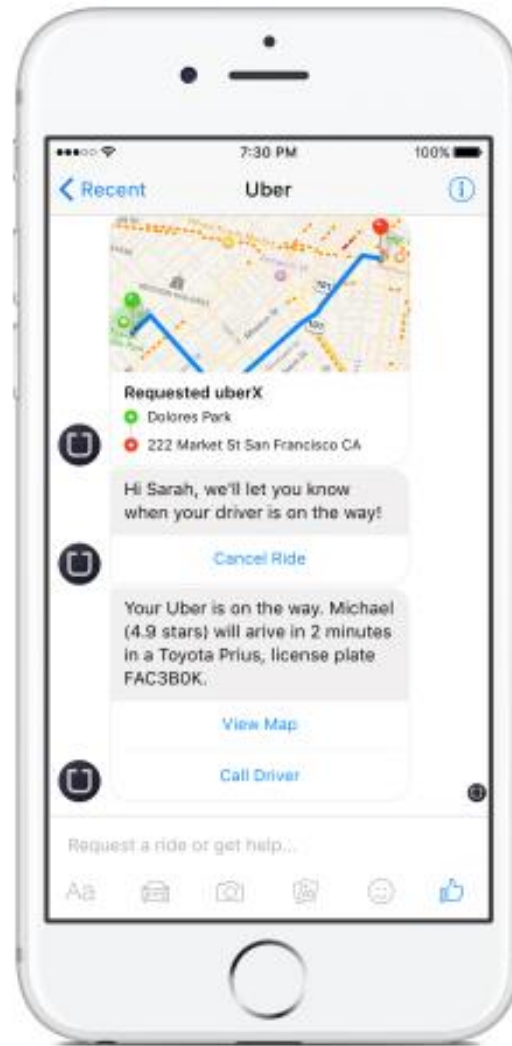 7:30 PM
100%
Recent
Uber
101
101
Requested uberX
Dolores Park
222 Market St San Francisco CA
Hi Sarah, we'll let you know
when your driver is on the way!
Cancel Ride
Your Uber is on the way. Michael
(4.9 stars) will arive in 2 minutes
in a Toyota Prius, license plate
FAC3B0K.
View Map
Call Driver
Request a ride or get help...
Aa